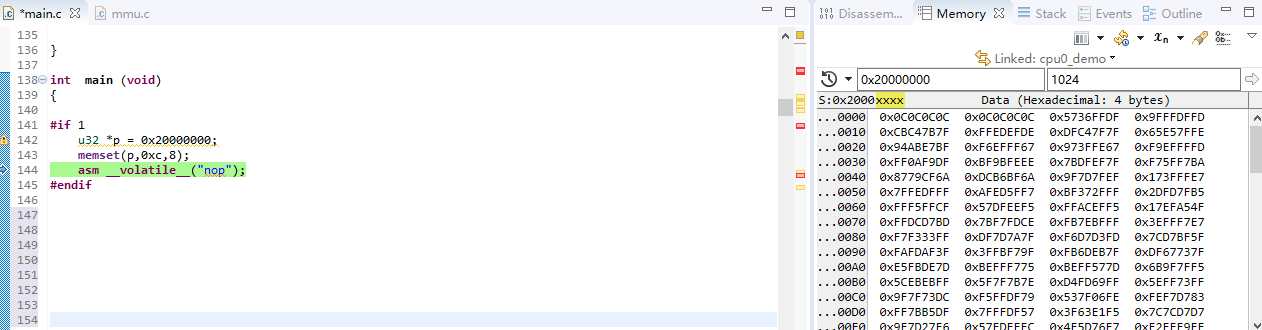 *main.c mmu.c
135
136 }
137
138 int main (void)
139 {
140
141 #if 1
142 u32 *p = 0x20000000;
143 memset(p,0xc,8);
144 asm __volatile__("nop");
145 #endif
146
147
148
149
150
151
152
153
154
Disassem... Memory Stack Events Outline
Linked: cpu0_demo
0x20000000 1024
S:0x2000xxxx Data (Hexadecimal: 4 bytes)
...0000 0x0C0C0C0C 0x0C0C0C0C 0x5736FFDF 0x9FFFDFFD
...0010 0xCBC47B7F 0xFFEDEFDE 0xDFC47F7F 0x65E57FFE
...0020 0x94ABE7BF 0xF6EFFF67 0x973FFE67 0xF9EFFFFD
...0030 0xFF0AF9DF 0xBF9BFEEE 0x7BDFEF7F 0xF75FF7BA
...0040 0x8779CF6A 0xDCB6BF6A 0x9F7D7FEF 0x173FFFE7
...0050 0x7FFEDFFF 0xAFED5FF7 0xBF372FFF 0x2DFD7FB5
...0060 0xFFF5FFCF 0x57DFEEF5 0xFFACEFF5 0x17EFA54F
...0070 0xFFDCD7BD 0x7BF7FDCE 0xFB7EBFFF 0x3EFFF7E7
...0080 0xF7F333FF 0xDF7D7A7F 0xF6D7D3FD 0x7CD7BF5F
...0090 0xFAFDAF3F 0x3FFBF79F 0xFB6DEB7F 0xDF67737F
...00A0 0xE5FBDE7D 0xBEFFF775 0xBEFF577D 0x6B9F7FF5
...00B0 0x5CEBEBFF 0x5F7F7B7E 0xD4FD69FF 0x5EFF73FF
...00C0 0x9F7F73DC 0xF5FFDF79 0x537F06FE 0xFEF7D783
...00D0 0xFF7BB5DF 0x7FFFDF57 0x3F63E1F5 0x7C7CD7D7